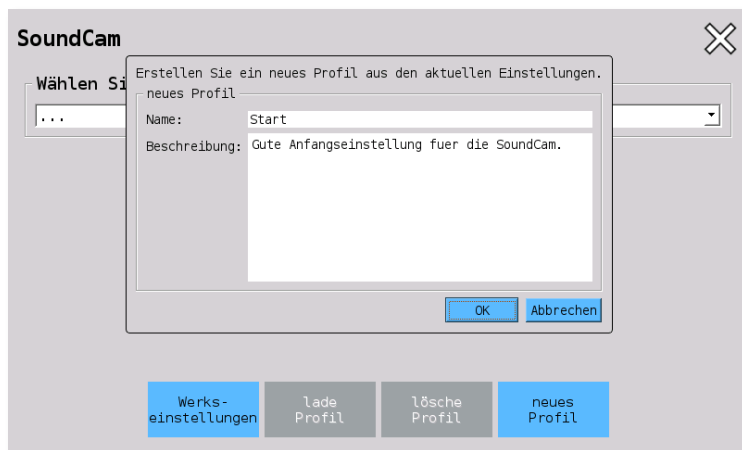 SoundCam
Wählen Si
...
Erstellen Sie ein neues Profil aus den aktuellen Einstellungen.
neues Profil
Name: Start
Beschreibung: Gute Anfangseinstellung fuer die SoundCam.
OK Abbrechen
Werks- lade lösche neues
einstellungen Profil Profil Profil